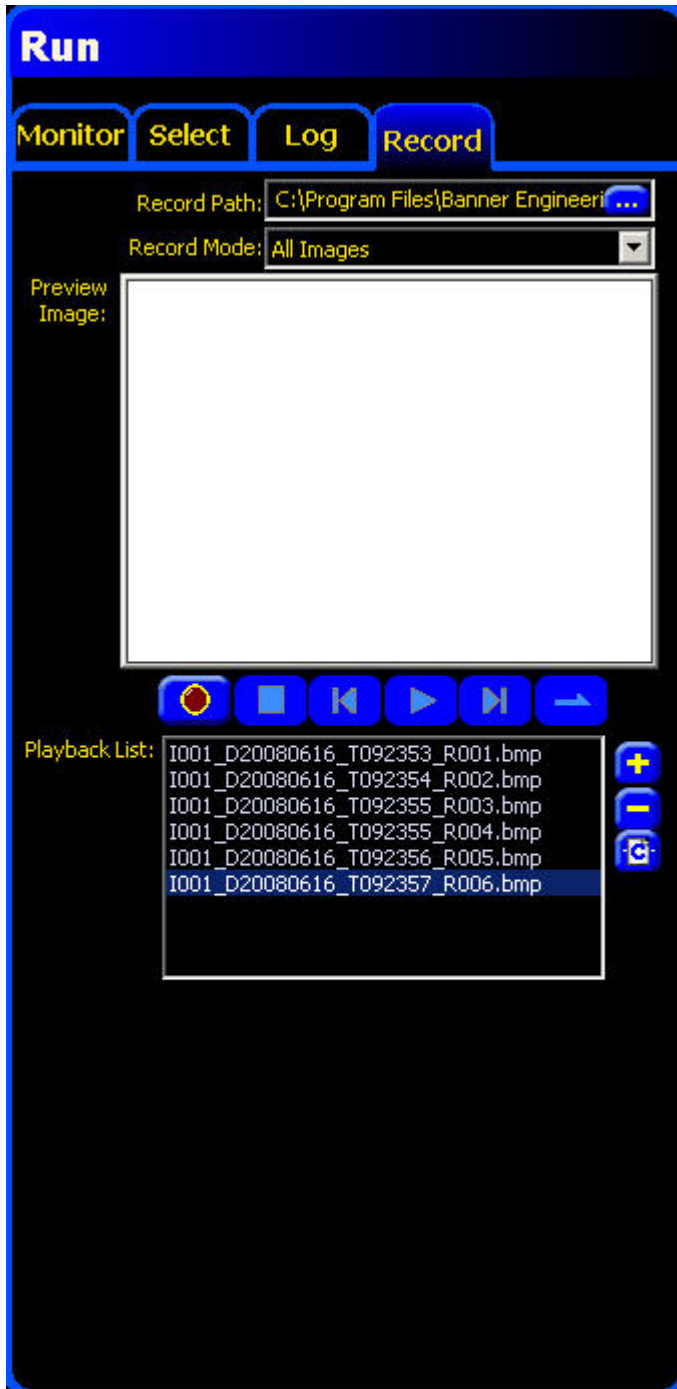 Run
Monitor Select Log Record
Record Path: C:\Program Files\Banner Engineeri ...
Record Mode: All Images
Preview
Image:
Playback List:
I001_D20080616_T092353_R001.bmp
I001_D20080616_T092354_R002.bmp
I001_D20080616_T092355_R003.bmp
I001_D20080616_T092355_R004.bmp
I001_D20080616_T092356_R005.bmp
I001_D20080616_T092357_R006.bmp
C